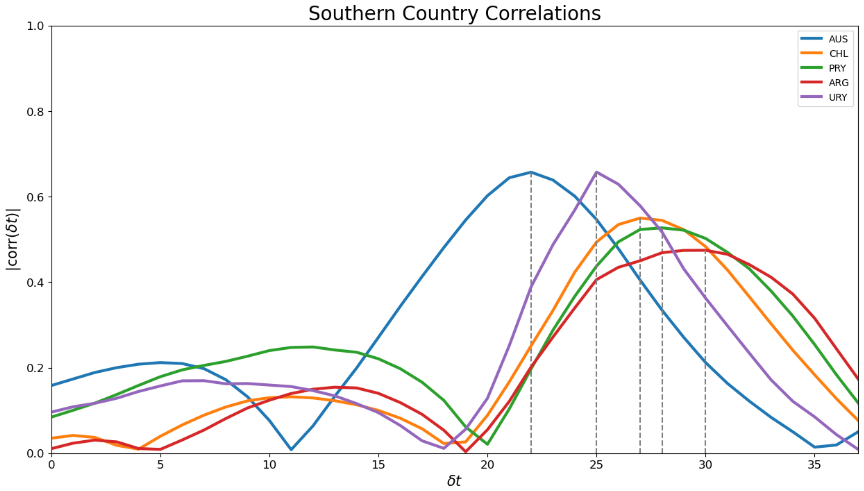 Southern Country Correlations
1.0
0.8
0.6
0.4
0.2
0.0
|corr(δt)|
AUS
CHL
PRY
ARG
URY
0 5 10 15 20 25 30 35
δt